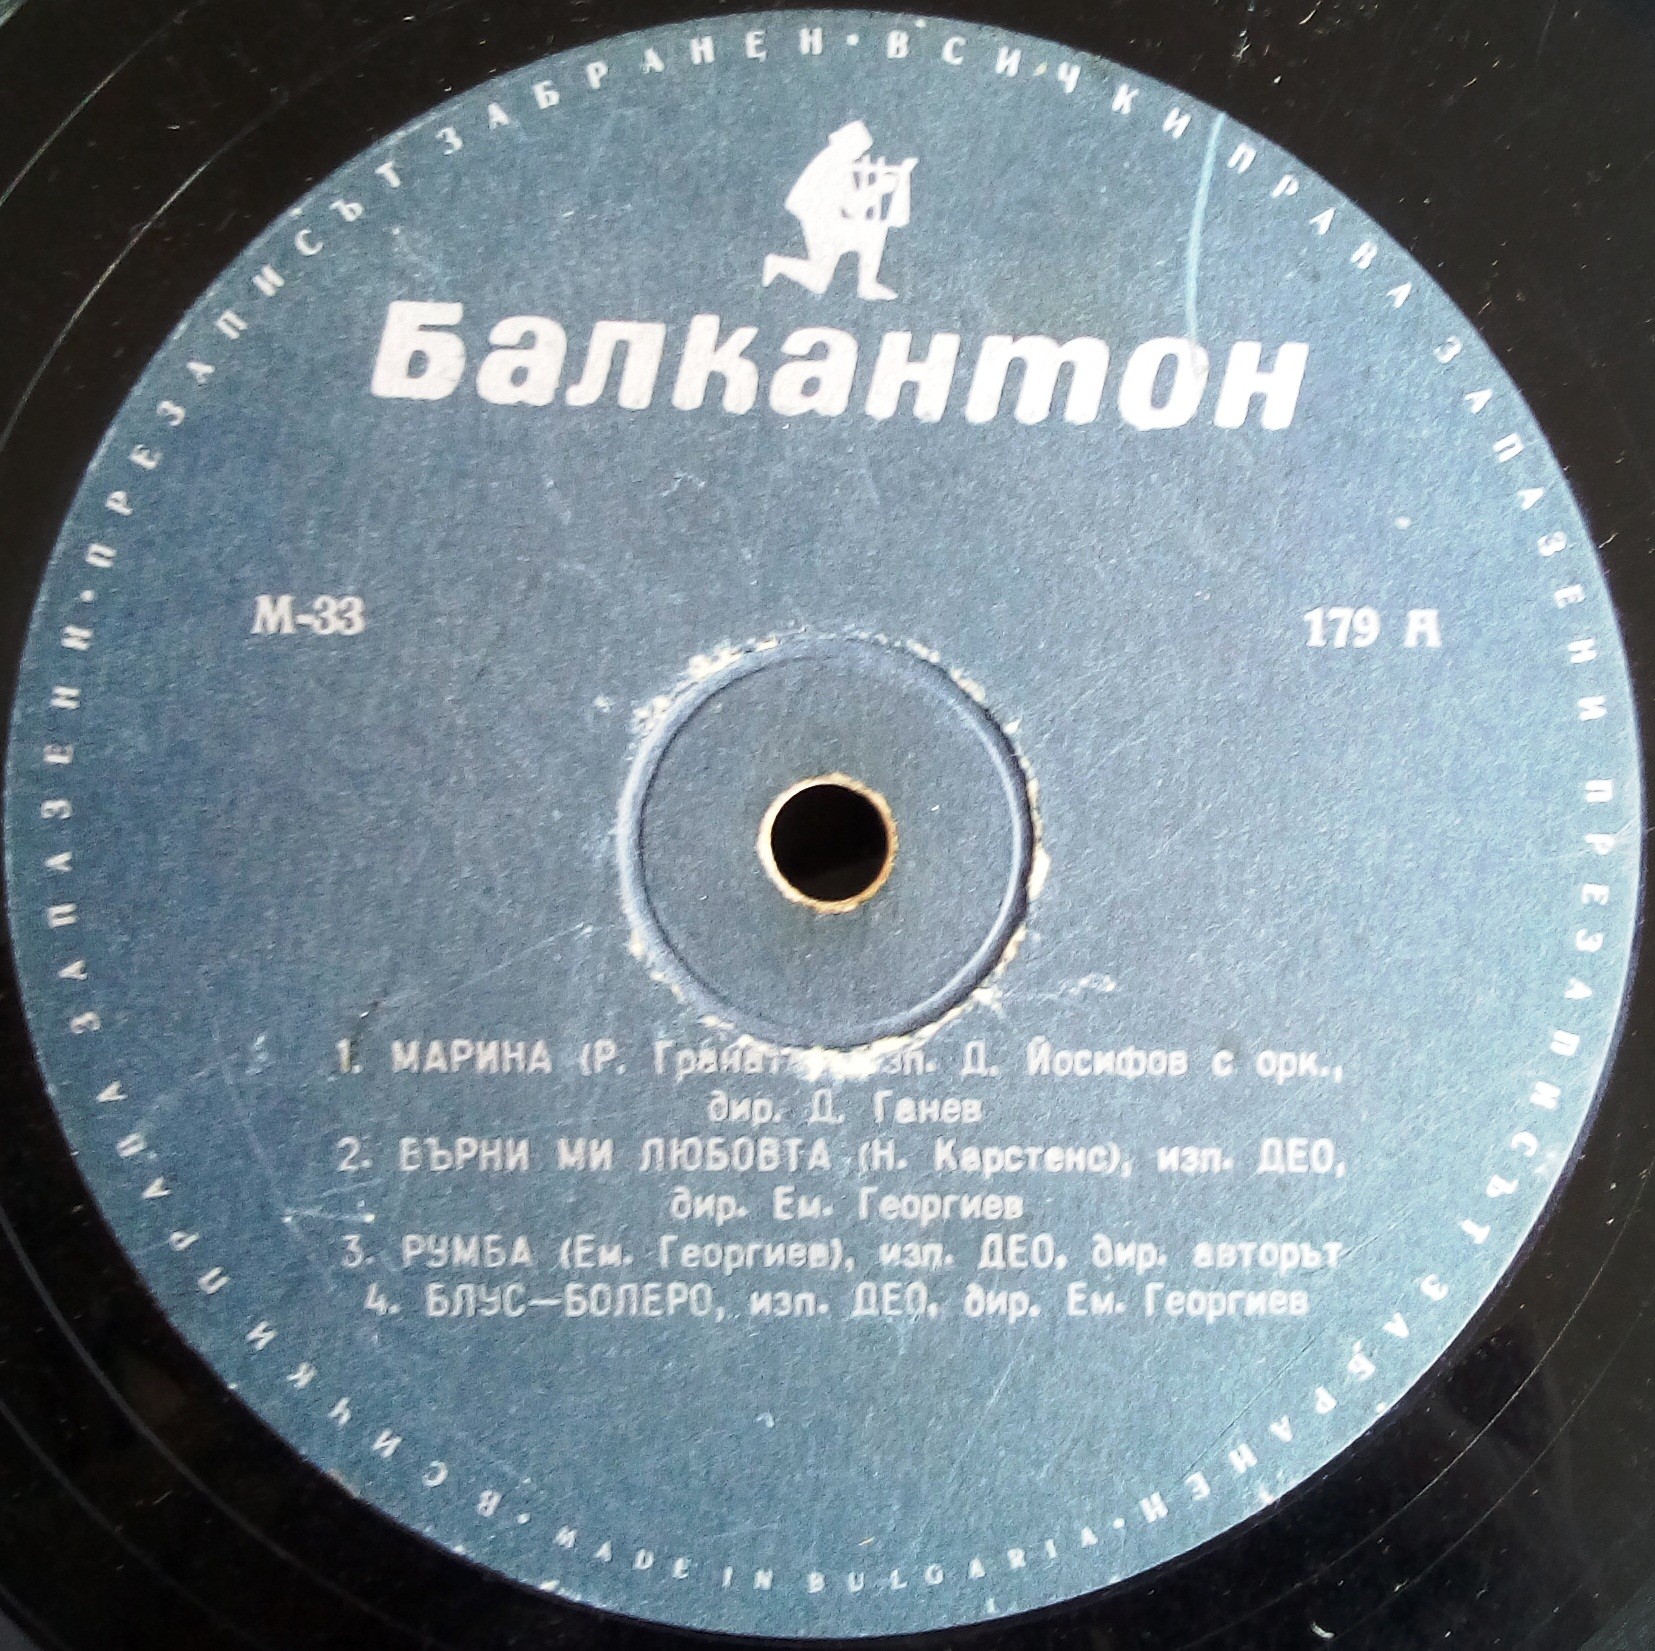 ВСИЧКИ ПРАВА ЗАПАЗЕНИ ПРЕЗАПИСЪТ ЗАБРАНЕН • MADE IN BULGARIA • ВСИЧКИ ПРАВА ЗАПАЗЕНИ • ПРЕЗАПИСЪТ ЗАБРАНЕН •
Балкантон
М-33
179 А
1. МАРИНА (Р. изп. Д. Йосифов с орк.,
дир. Д. Ганев
2. ВЪРНИ МИ ЛЮБОВТА (Н. Карстенс), изп. ДЕО,
дир. Ем. Георгиев
3. РУМБА (Ем. Георгиев), изп. ДЕО, дир. авторът
4. БЛУС—БОЛЕРО, изп. ДЕО, дир. Ем. Георгиев